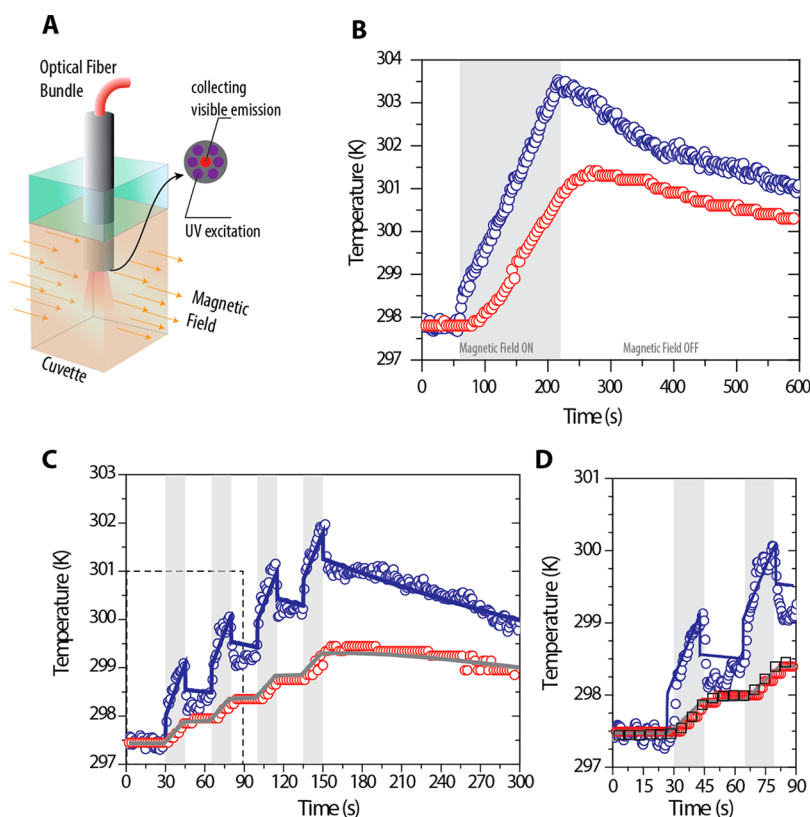 A
Optical Fiber
Bundle
collecting
visible emission
UV excitation
Magnetic
Field
Cuvette
B
304
303
302
301
300
299
298
297
Temperature (K)
Magnetic Field ON
Magnetic Field OFF
0
100
200
300
400
500
600
Time (s)
C
303
302
301
300
299
298
297
Temperature (K)
0
30
60
90
120
150
180
210
240
270
300
Time (s)
D
301
300
299
298
297
Temperature (K)
0
15
30
45
60
75
90
Time (s)